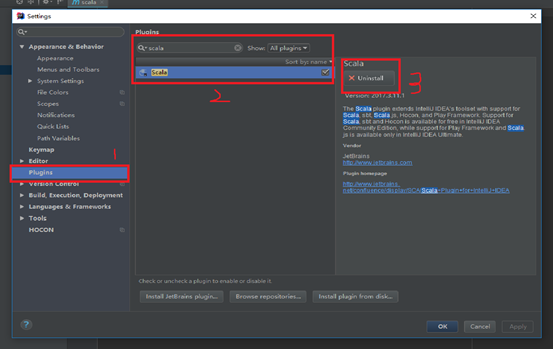 scala
Settings
Plugins
Appearance & Behavior
Appearance
Menus and Toolbars
System Settings
File Colors
Scopes
Notifications
Quick Lists
Path Variables
Keymap
Editor
Plugins
Version Control
Build, Execution, Deployment
Languages & Frameworks
Tools
HOCON
1
scala
Show: All plugins
Sort by: name
Scala
2
Scala
Uninstall
3
Version: 2017.3.11.1
The Scala plugin extends IntelliJ IDEA's toolset with support for
Scala, sbt, Scala.js, Hocon, and Play Framework. Support for
Scala, sbt and Hocon is available for free in IntelliJ IDEA
Community Edition, while support for Play Framework and Scala
js is available only in IntelliJ IDEA Ultimate
Vendor
JetBrains
http://www.jetbrains.com
Plugin homepage
http://www.jetbrains.
net/confluence/display/SCA/Scala+Plugin+for+IntelliJ+IDEA
Check or uncheck a plugin to enable or disable it.
Install JetBrains plugin...
Browse repositories...
Install plugin from disk...
?
OK
Cancel
Apply